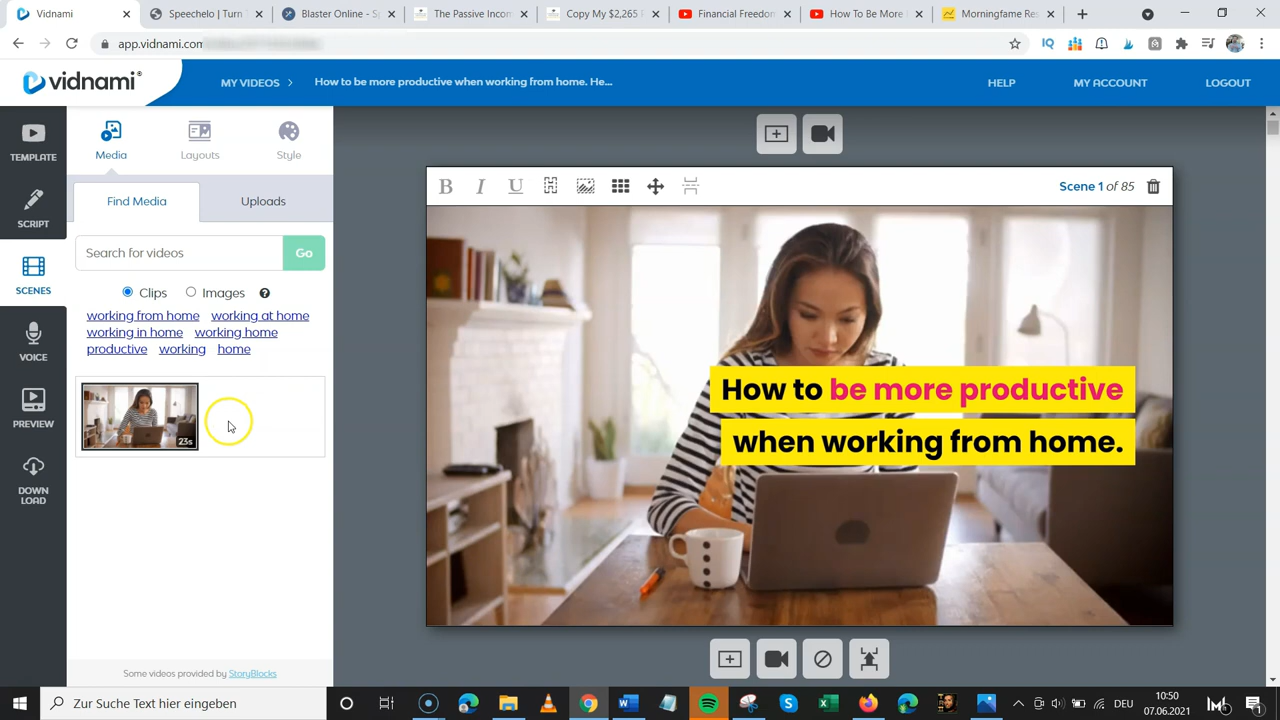 Vidnami
Speechelo | Turn
Blaster Online - Sp
The Passive Incom
Copy My $2,265 P
Financial Freedom
How To Be More
Morningfame Res
app.vidnami.com
vidnami®
MY VIDEOS
How to be more productive when working from home. He...
HELP
MY ACCOUNT
LOGOUT
TEMPLATE
SCRIPT
SCENES
VOICE
PREVIEW
DOWN
LOAD
Media
Layouts
Style
Find Media
Uploads
Search for videos
Go
Clips
Images
working from home working at home
working in home working home
productive working home
23s
Some videos provided by StoryBlocks
B I U
Scene 1 of 85
How to be more productive
when working from home.
Zur Suche Text hier eingeben
DEU
10:50
07.06.2021